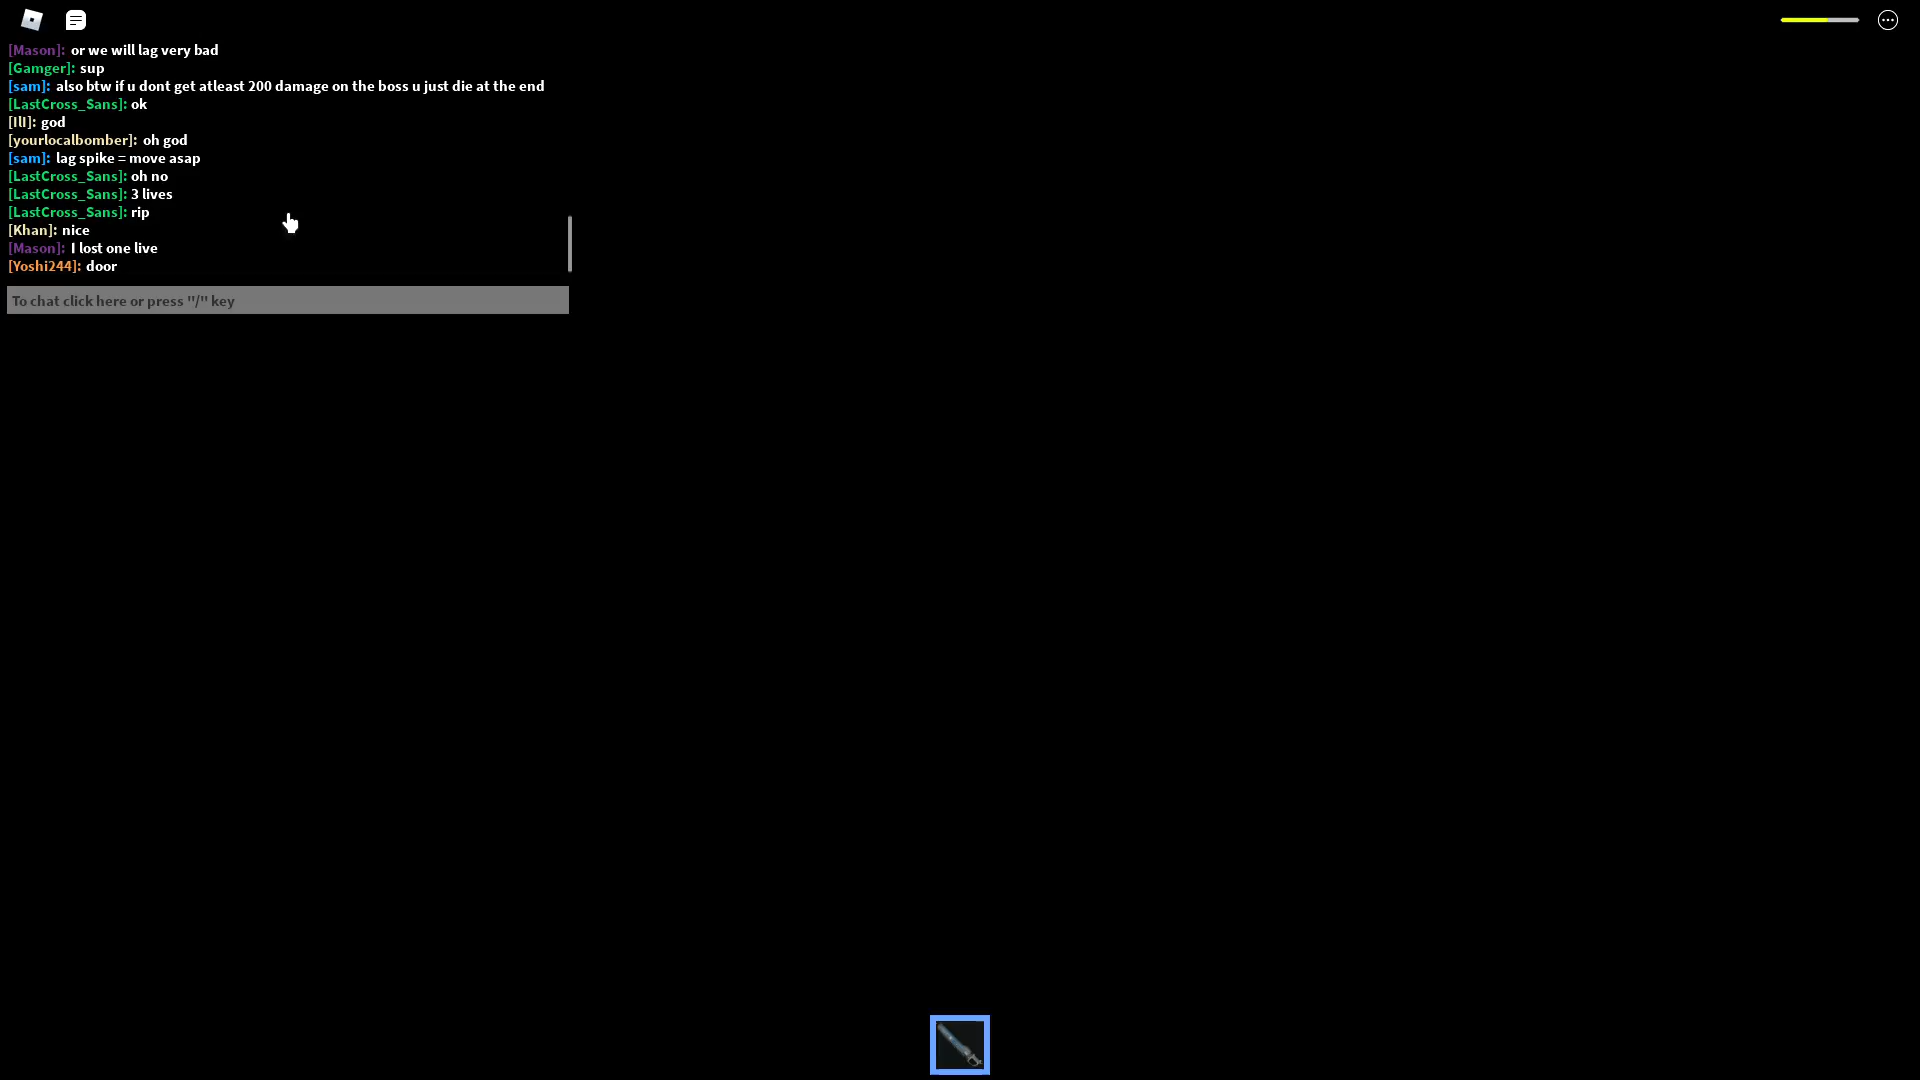 [Mason]: or we will lag very bad
[Gamger]: sup
[sam]: also btw if u dont get atleast 200 damage on the boss u just die at the end
[LastCross_Sans]: ok
[IlI]: god
[yourlocalbomber]: oh god
[sam]: lag spike = move asap
[LastCross_Sans]: oh no
[LastCross_Sans]: 3 lives
[LastCross_Sans]: rip
[Khan]: nice
[Mason]: I lost one live
[Yoshi244]: door
To chat click here or press "/" key